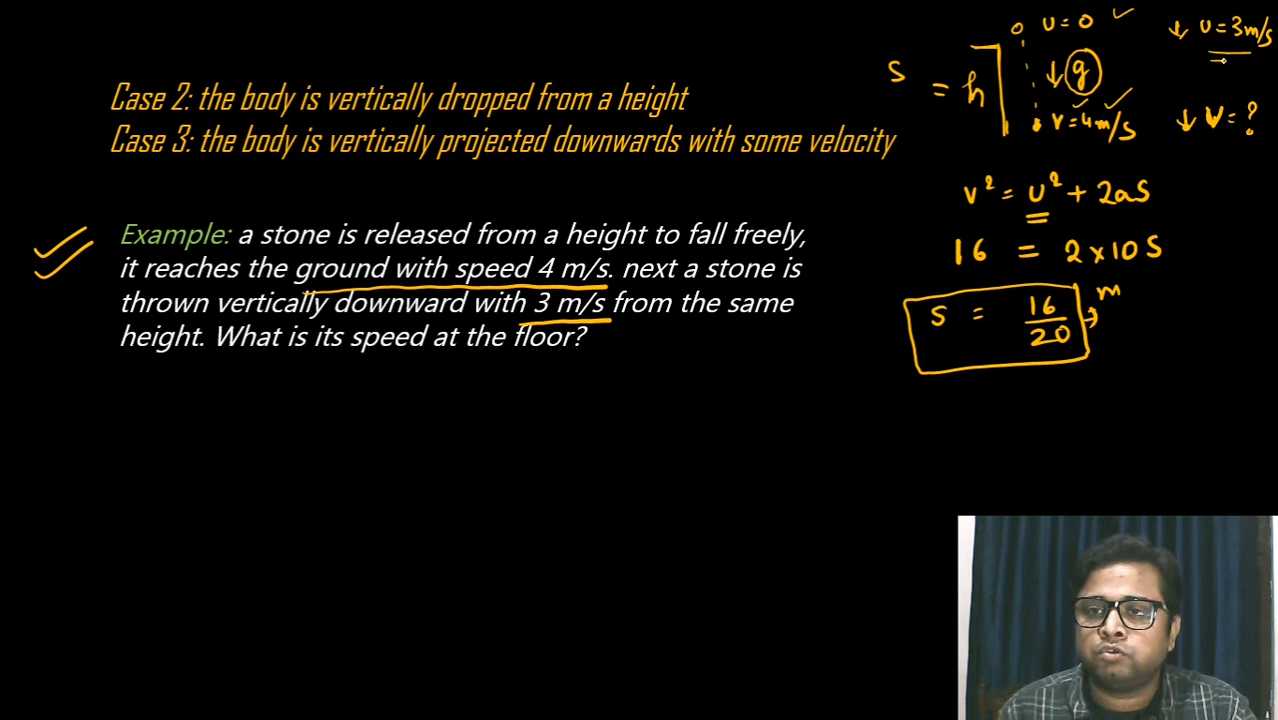 Case 2: the body is vertically dropped from a height
Case 3: the body is vertically projected downwards with some velocity
Example: a stone is released from a height to fall freely,
it reaches the ground with speed 4 m/s. next a stone is
thrown vertically downward with 3 m/s from the same
height. What is its speed at the floor?
u = 0 ✓
↓ u = 3 m/s
S = h
↓ g
v = 4 m/s
↓ v = ?
v² = u² + 2as
16 = 2 × 10 S
s = 16/20 → m